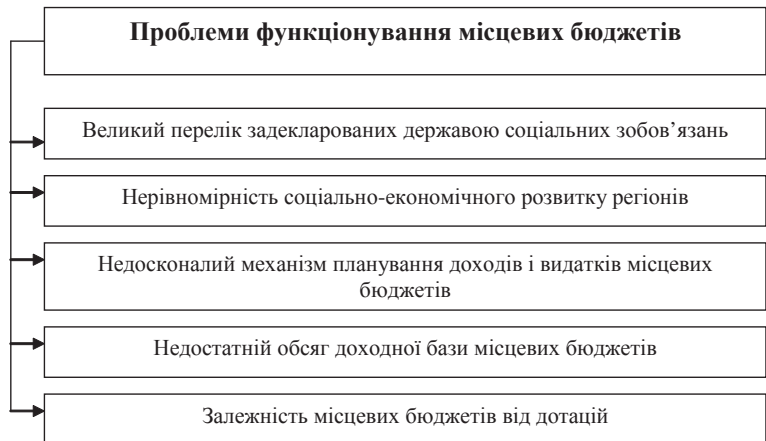 Проблеми функціонування місцевих бюджетів
Великий перелік задекларованих державою соціальних зобов’язань
Нерівномірність соціально-економічного розвитку регіонів
Недосконалий механізм планування доходів і видатків місцевих
бюджетів
Недостатній обсяг доходної бази місцевих бюджетів
Залежність місцевих бюджетів від дотацій